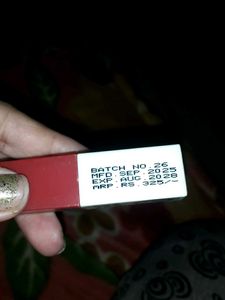 BATCH NO.26
MFD.SEP.2025
EXP.AUG.2028
MRP.RS.325/~